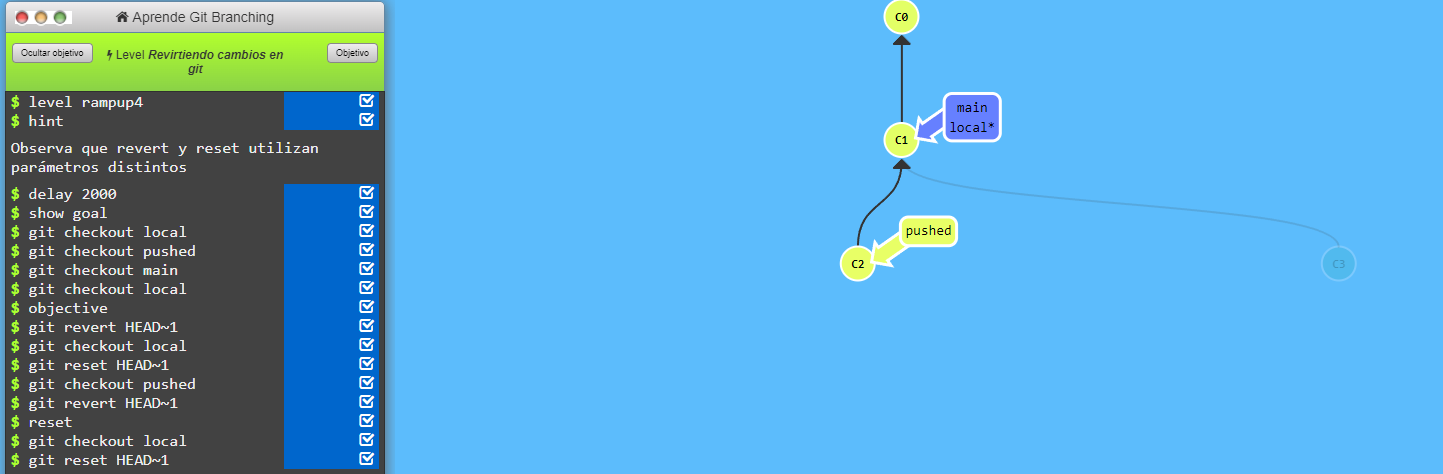 Aprende Git Branching
Ocultar objetivo
Level Revirtiendo cambios en
git
Objetivo
$ level rampup4
$ hint
Observa que revert y reset utilizan
parámetros distintos
$ delay 2000
$ show goal
$ git checkout local
$ git checkout pushed
$ git checkout main
$ git checkout local
$ objective
$ git revert HEAD~1
$ git checkout local
$ git reset HEAD~1
$ git checkout pushed
$ git revert HEAD~1
$ reset
$ git checkout local
$ git reset HEAD~1
C0
main
local*
C1
pushed
C2
C3